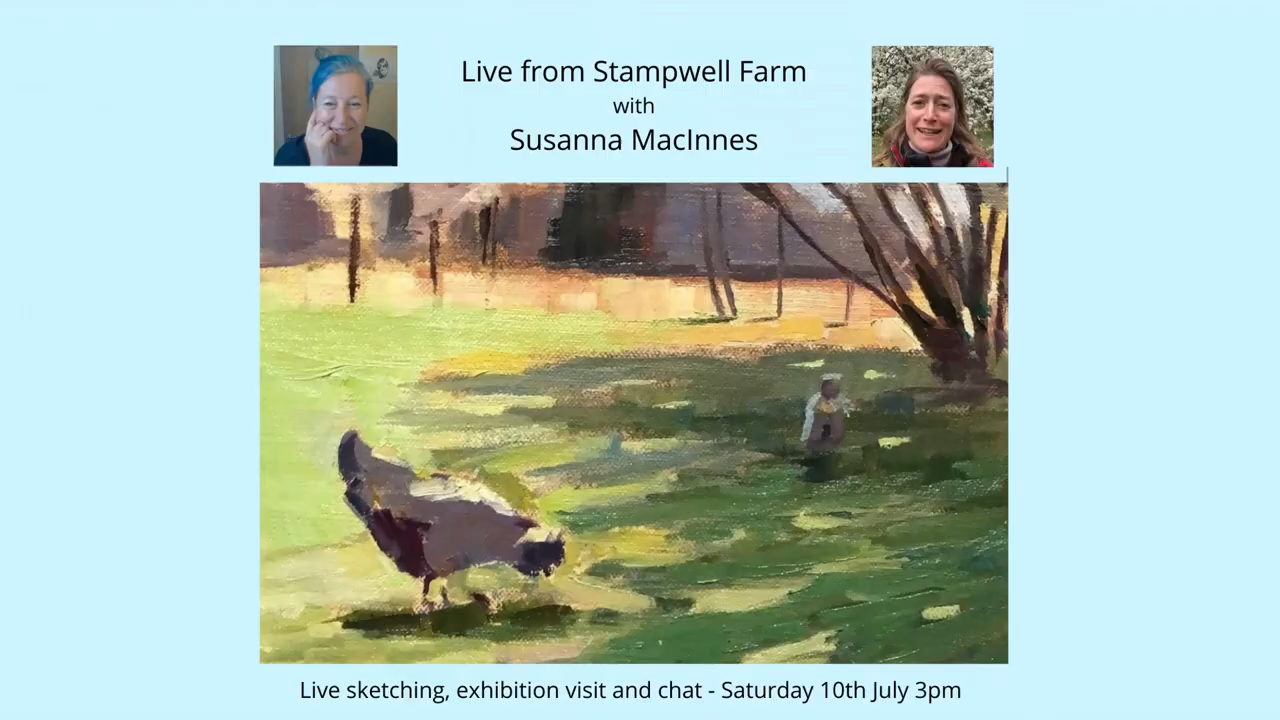 Live from Stampwell Farm
with
Susanna MacInnes
Live sketching, exhibition visit and chat - Saturday 10th July 3pm